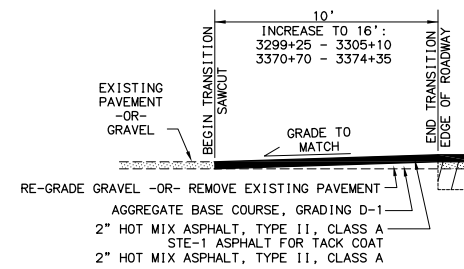 10'
INCREASE TO 16':
3299+25 - 3305+10
3370+70 - 3374+35
BEGIN TRANSITION
SAWCUT
END TRANSITION
EDGE OF ROADWAY
EXISTING
PAVEMENT
-OR-
GRAVEL
GRADE TO
MATCH
RE-GRADE GRAVEL -OR- REMOVE EXISTING PAVEMENT
AGGREGATE BASE COURSE, GRADING D-1
2" HOT MIX ASPHALT, TYPE II, CLASS A
STE-1 ASPHALT FOR TACK COAT
2" HOT MIX ASPHALT, TYPE II, CLASS A